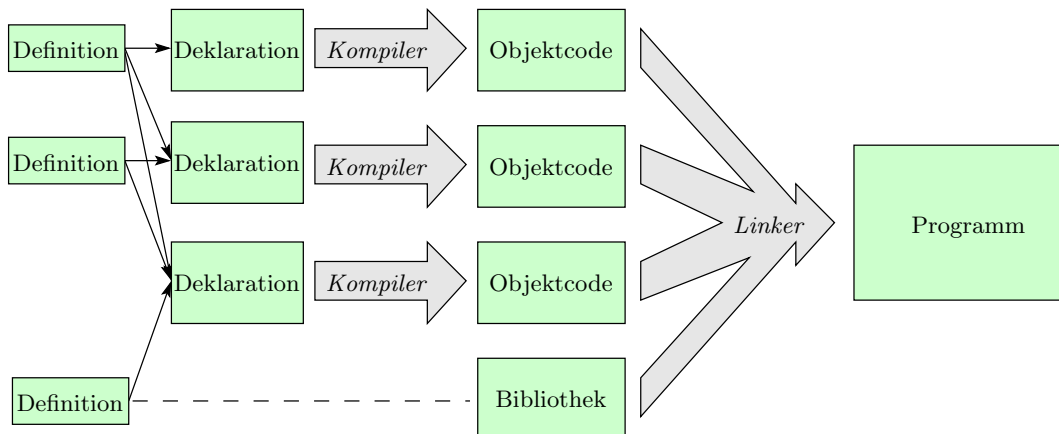 Definition
Deklaration
Kompiler
Objektcode
Definition
Deklaration
Kompiler
Objektcode
Linker
Programm
Definition
Deklaration
Kompiler
Objektcode
Bibliothek